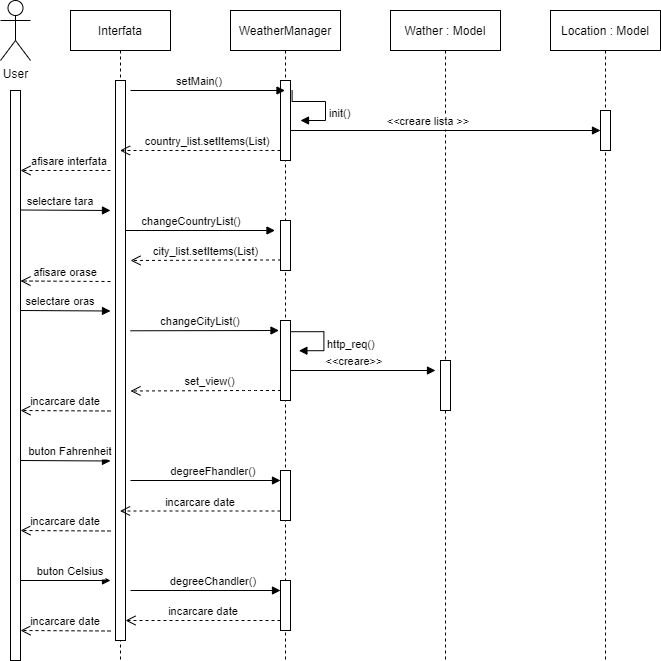 Interfata
WeatherManager
Wather : Model
Location : Model
User
setMain()
init()
<<creare lista >>
country_list.setItems(List)
afisare interfata
selectare tara
changeCountryList()
city_list.setItems(List)
afisare orase
selectare oras
changeCityList()
http_req()
<<creare>>
set_view()
incarcare date
buton Fahrenheit
degreeFhandler()
incarcare date
incarcare date
buton Celsius
degreeChandler()
incarcare date
incarcare date